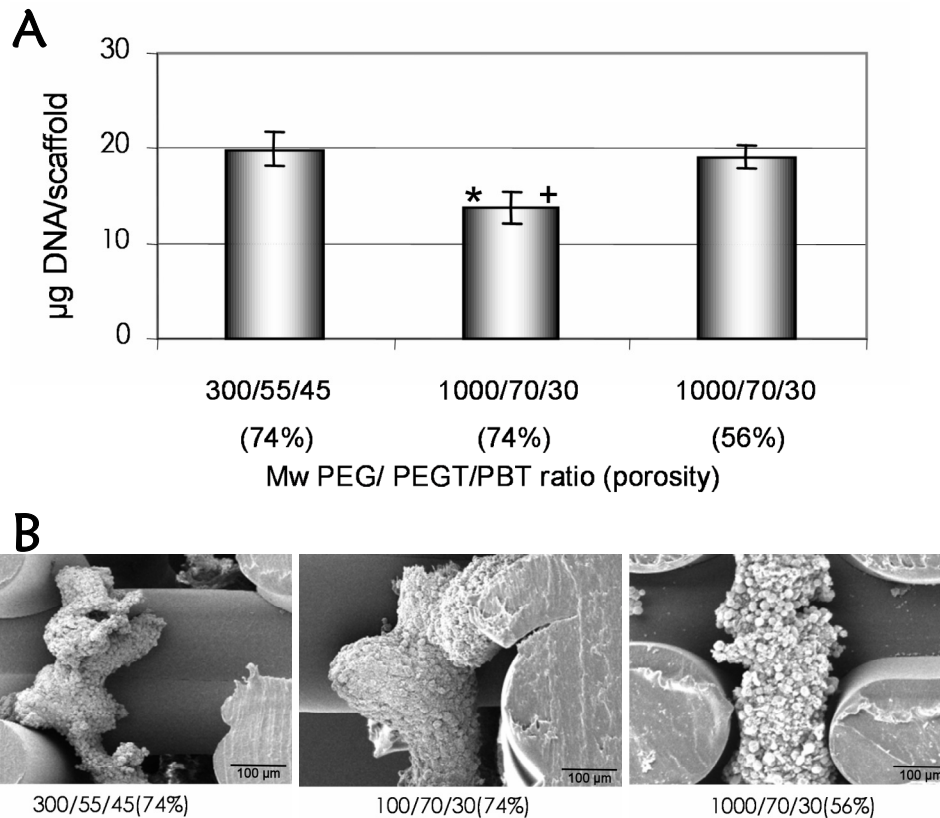 A
30
20
10
0
µg DNA/scaffold
* +
300/55/45 1000/70/30 1000/70/30
(74%) (74%) (56%)
Mw PEG/ PEGT/PBT ratio (porosity)
B
100 µm 100 µm 100 µm
300/55/45(74%) 100/70/30(74%) 1000/70/30(56%)